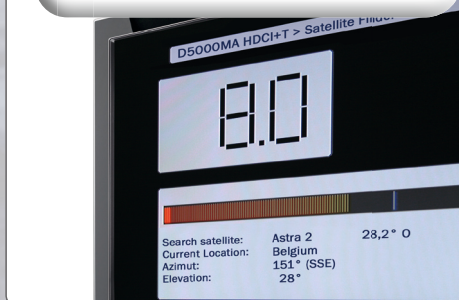 D5000MA HDCI+T > Satellite Finder
8.0
Search satellite: Astra 2 28,2° O
Current Location: Belgium
Azimut: 151° (SSE)
Elevation: 28°